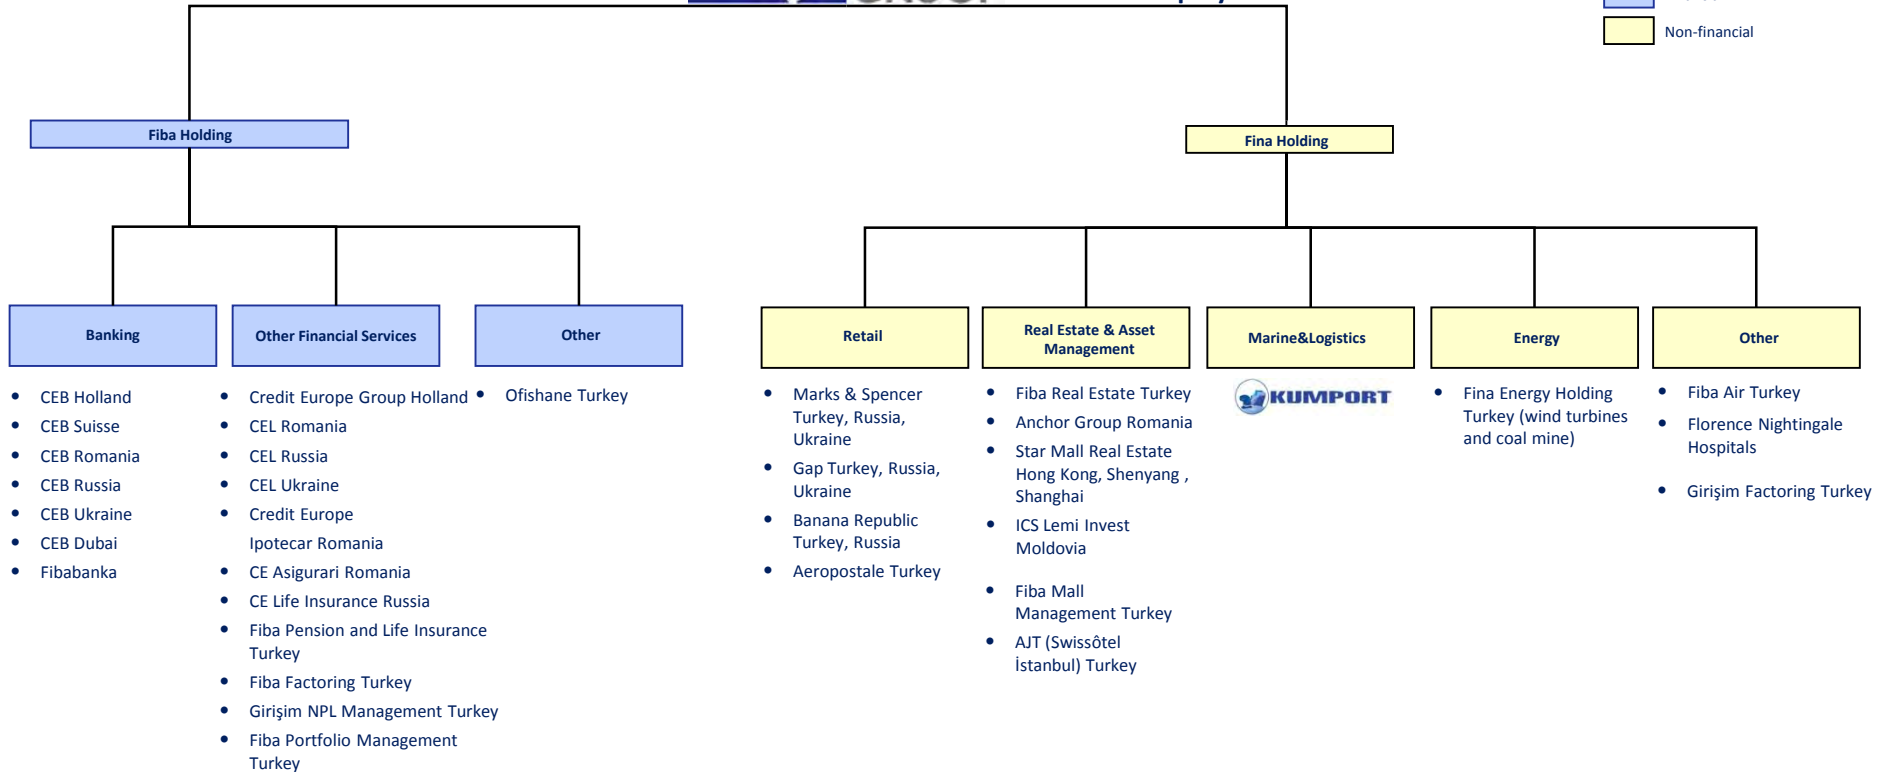 Non-financial
Fiba Holding
Fina Holding
Banking
Other Financial Services
Other
Retail
Real Estate & Asset
Management
Marine&Logistics
Energy
Other
• CEB Holland
• CEB Suisse
• CEB Romania
• CEB Russia
• CEB Ukraine
• CEB Dubai
• Fibabanka
• Credit Europe Group Holland
• CEL Romania
• CEL Russia
• CEL Ukraine
• Credit Europe
Ipotecar Romania
• CE Asigurari Romania
• CE Life Insurance Russia
• Fiba Pension and Life Insurance
Turkey
• Fiba Factoring Turkey
• Girişim NPL Management Turkey
• Fiba Portfolio Management
Turkey
• Ofishane Turkey
• Marks & Spencer
Turkey, Russia,
Ukraine
• Gap Turkey, Russia,
Ukraine
• Banana Republic
Turkey, Russia
• Aeropostale Turkey
• Fiba Real Estate Turkey
• Anchor Group Romania
• Star Mall Real Estate
Hong Kong, Shenyang ,
Shanghai
• ICS Lemi Invest
Moldovia
• Fiba Mall
Management Turkey
• AJT (Swissôtel
İstanbul) Turkey
KUMPORT
• Fina Energy Holding
Turkey (wind turbines
and coal mine)
• Fiba Air Turkey
• Florence Nightingale
Hospitals
• Girişim Factoring Turkey